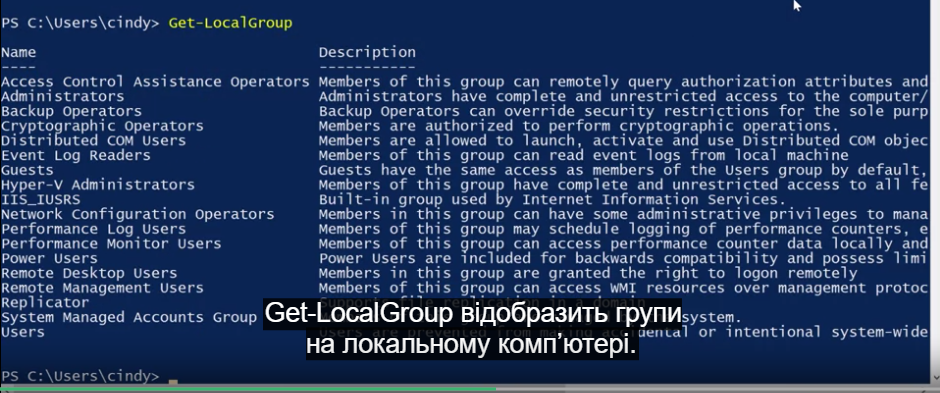 PS C:\Users\cindy> Get-LocalGroup
Name Description
---- -----------
Access Control Assistance Operators Members of this group can remotely query authorization attributes and
Administrators Administrators have complete and unrestricted access to the computer/
Backup Operators Backup Operators can override security restrictions for the sole purp
Cryptographic Operators Members are authorized to perform cryptographic operations.
Distributed COM Users Members are allowed to launch, activate and use Distributed COM objec
Event Log Readers Members of this group can read event logs from local machine
Guests Guests have the same access as members of the Users group by default,
Hyper-V Administrators Members of this group have complete and unrestricted access to all fe
IIS_IUSRS Built-in group used by Internet Information Services.
Network Configuration Operators Members in this group can have some administrative privileges to mana
Performance Log Users Members of this group may schedule logging of performance counters, e
Performance Monitor Users Members of this group can access performance counter data locally and
Power Users Power Users are included for backwards compatibility and possess limi
Remote Desktop Users Members in this group are granted the right to logon remotely
Remote Management Users Members of this group can access WMI resources over management protoc
Replicator Supports file replication in a domain
System Managed Accounts Group system.
Users Users are prevented from making accidental or intentional system-wide
Get-LocalGroup відобразить групи
на локальному комп'ютері.
PS C:\Users\cindy>